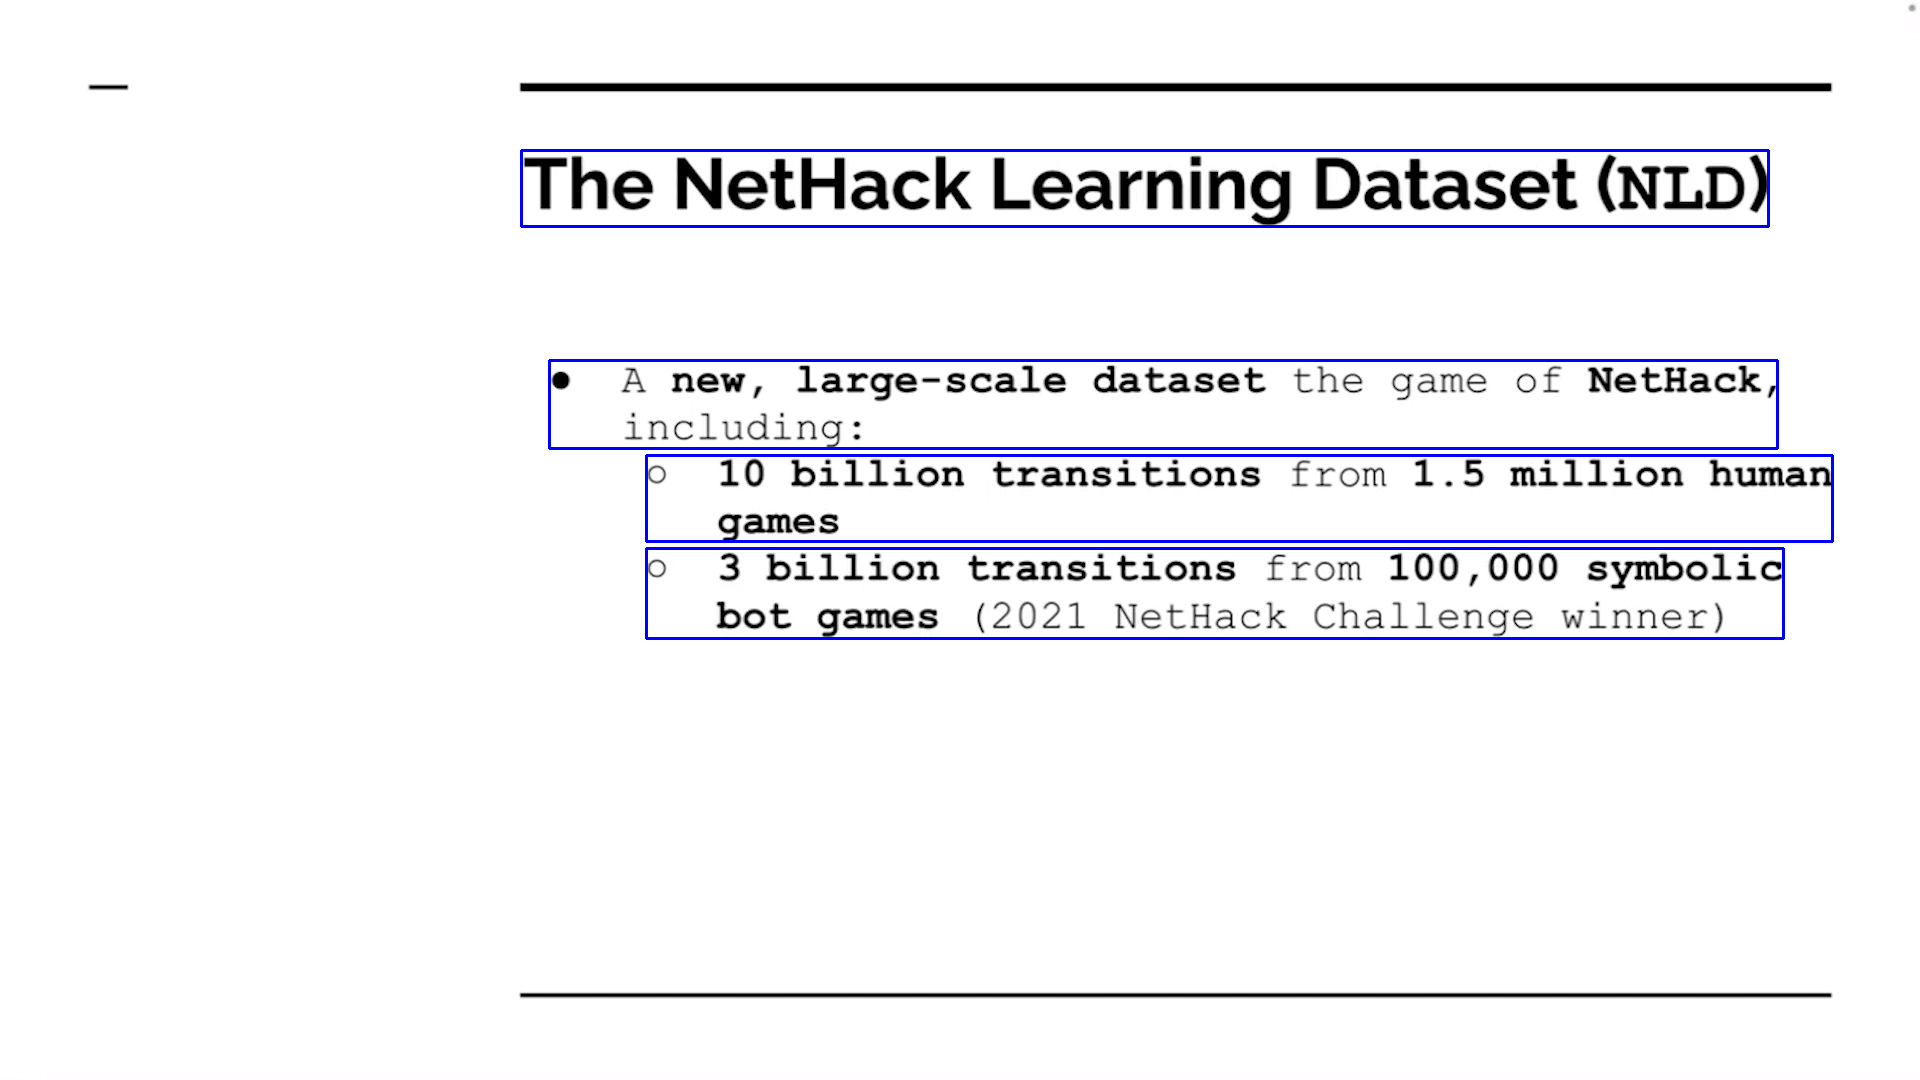 The NetHack Learning Dataset (NLD)
● A new, large-scale dataset the game of NetHack,
including:
○ 10 billion transitions from 1.5 million human
games
○ 3 billion transitions from 100,000 symbolic
bot games (2021 NetHack Challenge winner)